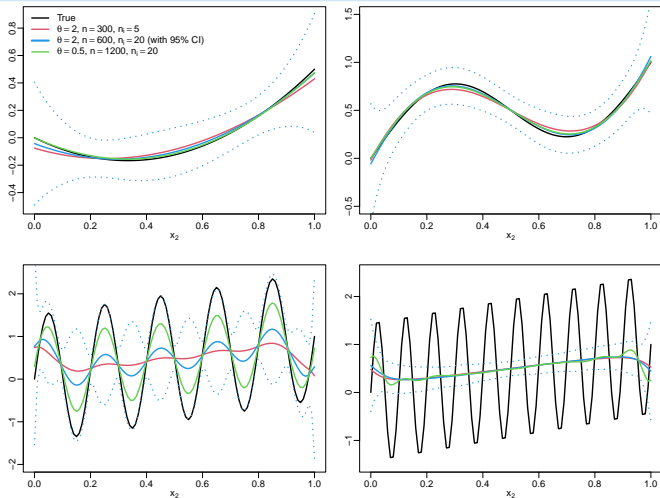 True
θ = 2, n = 300, nᵢ = 5
θ = 2, n = 600, nᵢ = 20 (with 95% CI)
θ = 0.5, n = 1200, nᵢ = 20
0.8
0.6
0.4
0.2
0.0
−0.2
−0.4
0.0 0.2 0.4 0.6 0.8 1.0
x₂
1.5
1.0
0.5
0.0
−0.5
0.0 0.2 0.4 0.6 0.8 1.0
x₂
2
1
0
−1
−2
0.0 0.2 0.4 0.6 0.8 1.0
x₂
2
1
0
−1
0.0 0.2 0.4 0.6 0.8 1.0
x₂